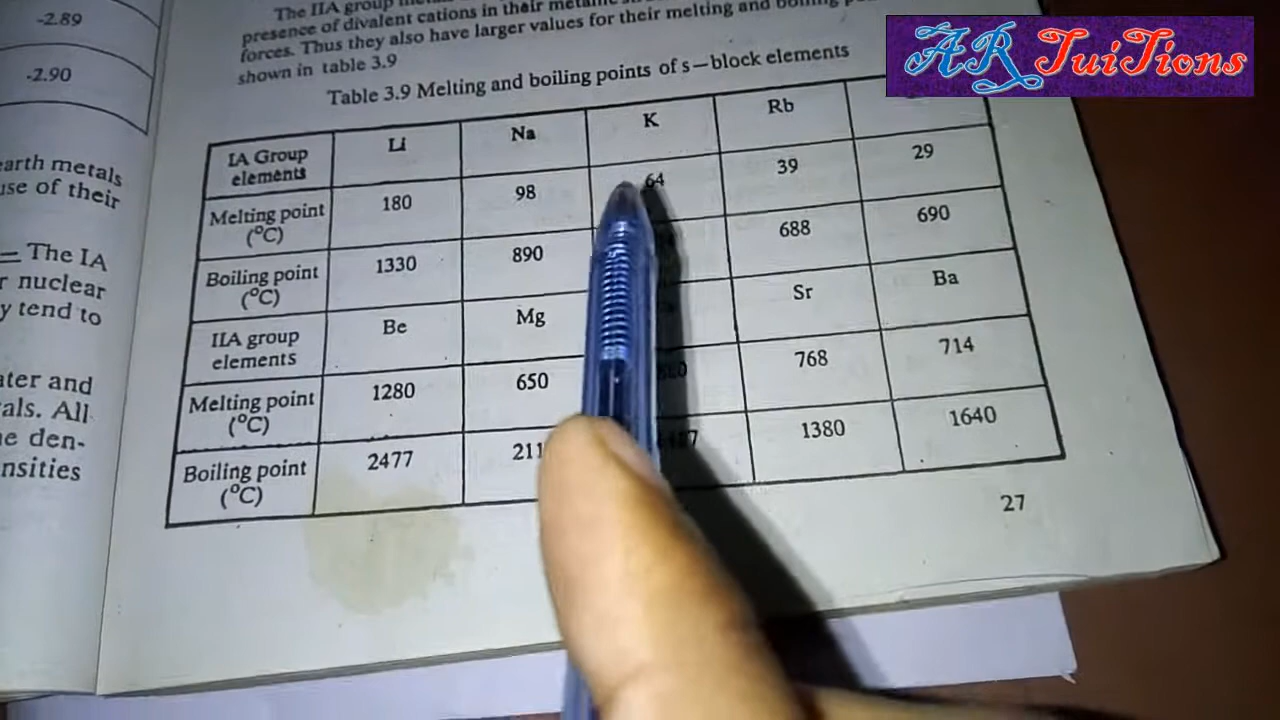 -2.89
-2.90
earth metals
use of their
The IA
nuclear
y tend to
ater and
als. All
e den-
nsities
The IIA group
presence of divalent cations in their
forces. Thus they also have larger values for their melting and boiling
shown in table 3.9
Table 3.9 Melting and boiling points of s—block elements
IA Group elements Li Na K Rb
Melting point (°C) 180 98 64 39 29
Boiling point (°C) 1330 890 688 690
IIA group elements Be Mg Sr Ba
Melting point (°C) 1280 650 768 714
Boiling point (°C) 2477 211 1380 1640
27
AR TuiTions